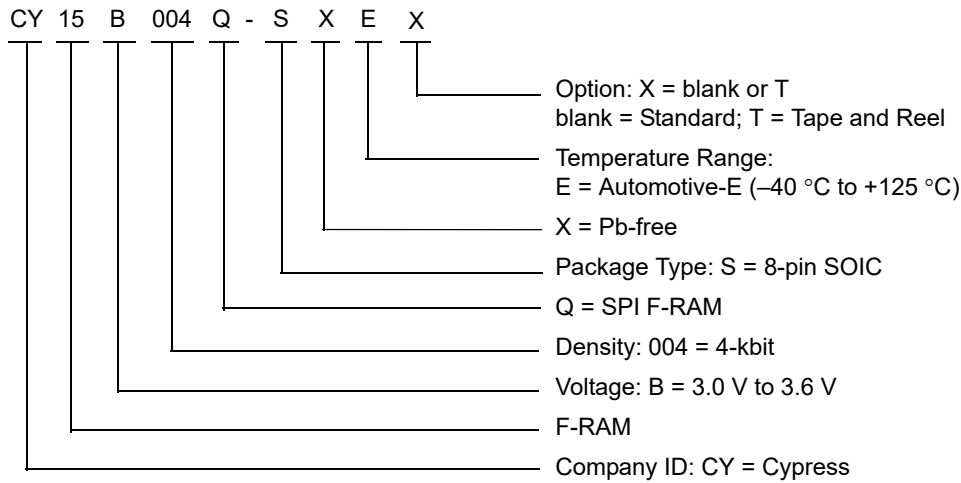 CY 15 B 004 Q - S X E X
Option: X = blank or T
blank = Standard; T = Tape and Reel
Temperature Range:
E = Automotive-E (–40 °C to +125 °C)
X = Pb-free
Package Type: S = 8-pin SOIC
Q = SPI F-RAM
Density: 004 = 4-kbit
Voltage: B = 3.0 V to 3.6 V
F-RAM
Company ID: CY = Cypress